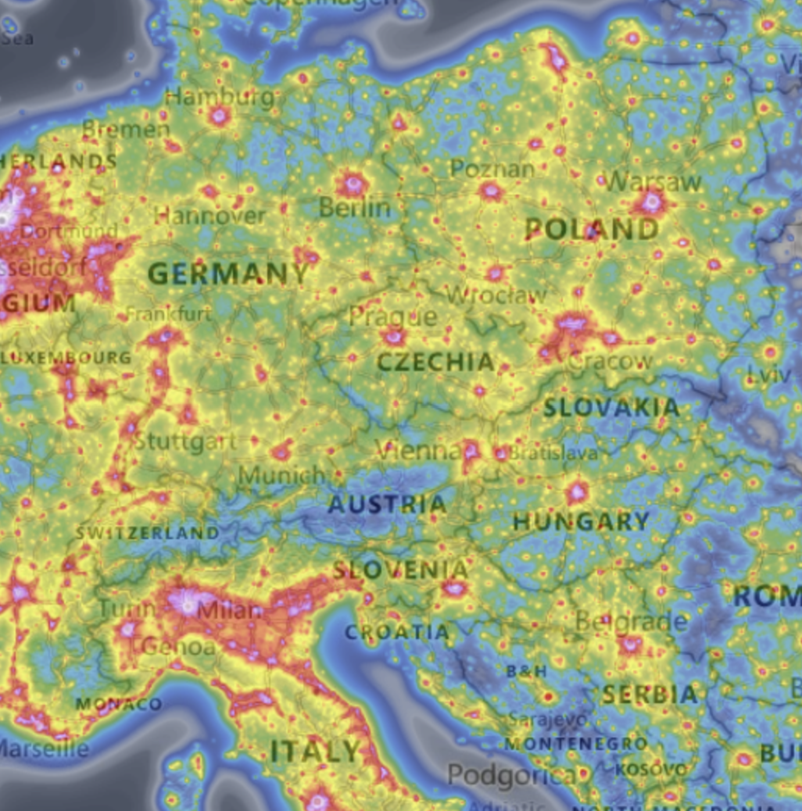 Copenhagen
Sea
Vi
Hamburg
Bremen
HERLANDS
Poznan
Warsaw
Berlin
Hannover
Dortmund
POLAND
sseldorf
GERMANY
Wrocław
GIUM
Frankfurt
Prague
LUXEMBOURG
CZECHIA
Cracow
Lviv
SLOVAKIA
Stuttgart
Vienna
Bratislava
Munich
AUSTRIA
HUNGARY
SWITZERLAND
SLOVENIA
ROM
Turin
Milan
Belgrade
CROATIA
Genoa
B&H
SERBIA
B
MONACO
Sarajevo
MONTENEGRO
Marseille
ITALY
BU
KOSOVO
Podgorica
Adriatic